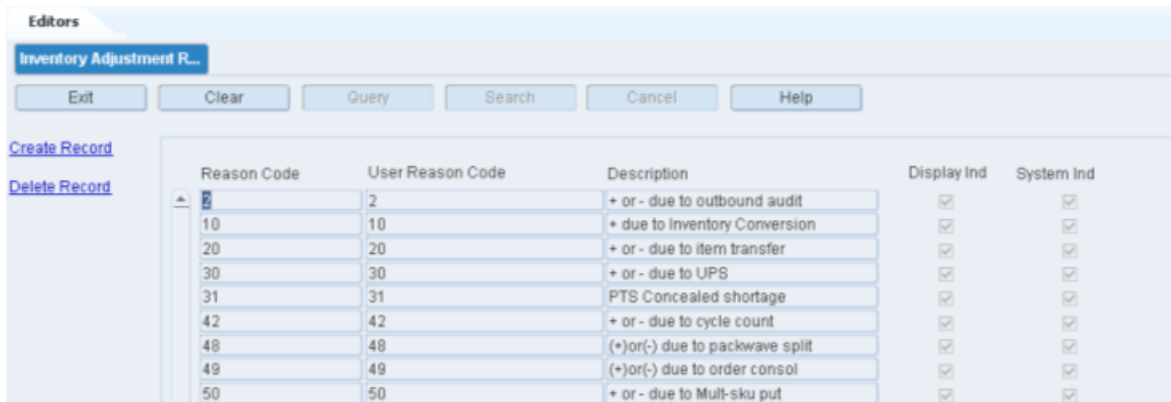 Editors
Inventory Adjustment R...
Exit Clear Query Search Cancel Help
Create Record
Delete Record
Reason Code User Reason Code Description Display Ind System Ind
2 2 + or - due to outbound audit
10 10 + due to Inventory Conversion
20 20 + or - due to item transfer
30 30 + or - due to UPS
31 31 PTS Concealed shortage
42 42 + or - due to cycle count
48 48 (+)or(-) due to packwave split
49 49 (+)or(-) due to order consol
50 50 + or - due to Mult-sku put